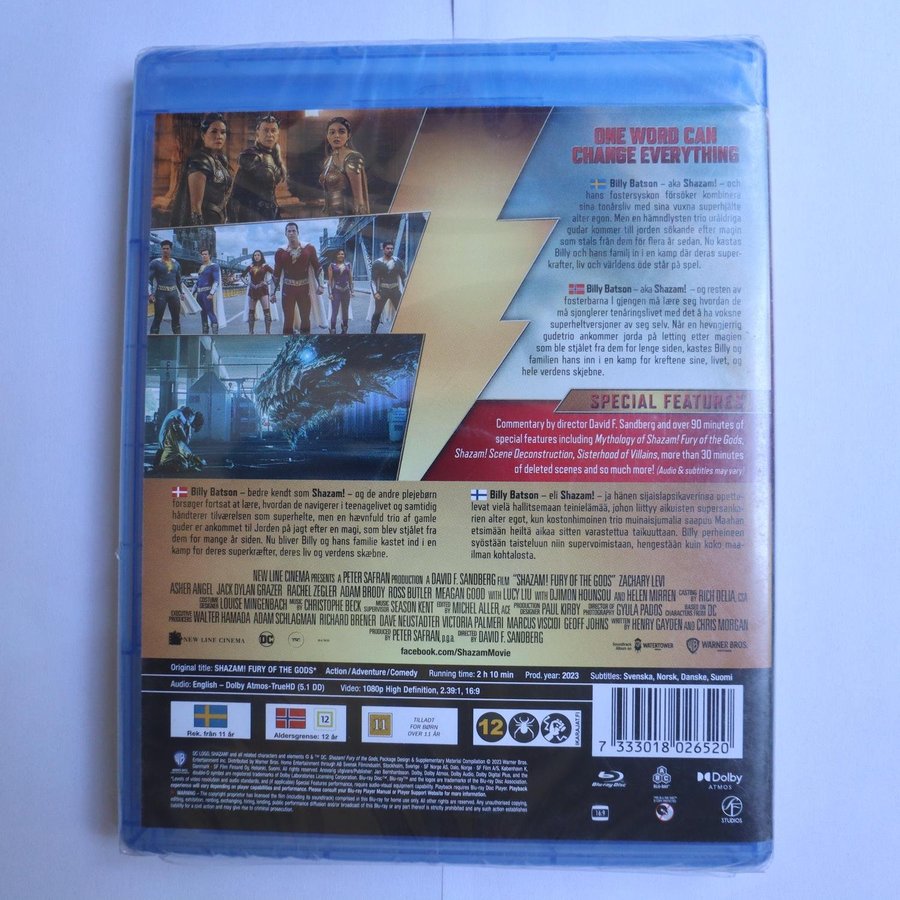 ONE WORD CAN
CHANGE EVERYTHING
Billy Batson – aka Shazam! – och
hans fostersyskon försöker kombinera
sina tonårsliv med sina vuxna superhjälte
alter egon. Men en hämndlysten trio uråldriga
gudar kommer till jorden sökande efter magin
som stals från dem för flera år sedan. Nu kastas
Billy och hans familj in i en kamp där deras super-
krafter, liv och världens öde står på spel.
Billy Batson – aka Shazam! – og resten av
fosterbarna I gjengen må lære seg hvordan de
må sjonglerer tenåringslivet med det å ha voksne
superheltversjoner av seg selv. Når en hevngjerrig
gudetrio ankommer jorda på letting etter magien
som ble stjålet fra dem for lenge siden, kastes Billy og
familien hans inn i en kamp for kreftene sine, livet, og
hele verdens skjebne.
SPECIAL FEATURES
Commentary by director David F. Sandberg and over 90 minutes of
special features including Mythology of Shazam! Fury of the Gods,
Shazam! Scene Deconstruction, Sisterhood of Villains, more than 30 minutes
of deleted scenes and so much more! (Audio & subtitles may vary)
Billy Batson – bedre kendt som Shazam! – og de andre plejebørn
forsøger fortsat at lære, hvordan de navigerer i teenagelivet og samtidig
håndterer tilværelsen som superhelte, men en hævnfuld trio af gamle
guder er ankommet til Jorden på jagt efter en magi, som blev stjålet fra
dem for mange år siden. Nu bliver Billy og hans familie kastet ind i en
kamp for deres superkræfter, deres liv og verdens skæbne.
Billy Batson – eli Shazam! – ja hänen sijaislapsikaverinsa opette-
levat vielä hallitsemaan teinielämää, johon liittyy aikuisten supersanka-
rien alter egot, kun kostonhimoinen trio muinaisjumalia saapuu Maahan
etsimään heiltä aikaa sitten varastettua taikuuttaan. Billy perheineen
syöstään taisteluun niin supervoimistaan, hengestään kuin koko maa-
ilman kohtalosta.
NEW LINE CINEMA PRESENTS A PETER SAFRAN PRODUCTION A DAVID F. SANDBERG FILM "SHAZAM! FURY OF THE GODS" ZACHARY LEVI
ASHER ANGEL JACK DYLAN GRAZER RACHEL ZEGLER ADAM BRODY ROSS BUTLER MEAGAN GOOD WITH LUCY LIU WITH DJIMON HOUNSOU AND HELEN MIRREN CASTING BY RICH DELIA, CSA
COSTUME DESIGNER LOUISE MINGENBACH MUSIC BY CHRISTOPHE BECK MUSIC SUPERVISOR SEASON KENT EDITED BY MICHEL ALLER, ACE PRODUCTION DESIGNER PAUL KIRBY DIRECTOR OF PHOTOGRAPHY GYULA PADOS BASED ON CHARACTERS FROM DC
EXECUTIVE PRODUCERS WALTER HAMADA ADAM SCHLAGMAN RICHARD BRENER DAVE NEUSTADTER VICTORIA PALMERI MARCUS VISCIDI GEOFF JOHNS WRITTEN BY HENRY GAYDEN AND CHRIS MORGAN
PRODUCED BY PETER SAFRAN, p.g.a. DIRECTED BY DAVID F. SANDBERG
NEW LINE CINEMA DC facebook.com/ShazamMovie Soundtrack Album on WATERTOWER WARNER BROS.
Original title: SHAZAM! FURY OF THE GODS* Action/Adventure/Comedy Running time: 2 h 10 min Prod. year: 2023 Subtitles: Svenska, Norsk, Danske, Suomi
Audio: English – Dolby Atmos-TrueHD (5.1 DD) Video: 1080p High Definition, 2.39:1, 16:9
Rek. från 11 år
12
Aldersgrense: 12 år
11
TILLADT
FOR BØRN
OVER 11 ÅR
12
IKÄRAJAT.FI
7 333018 026520
Blu-ray Disc
Dolby
ATMOS
16:9
SF
STUDIOS